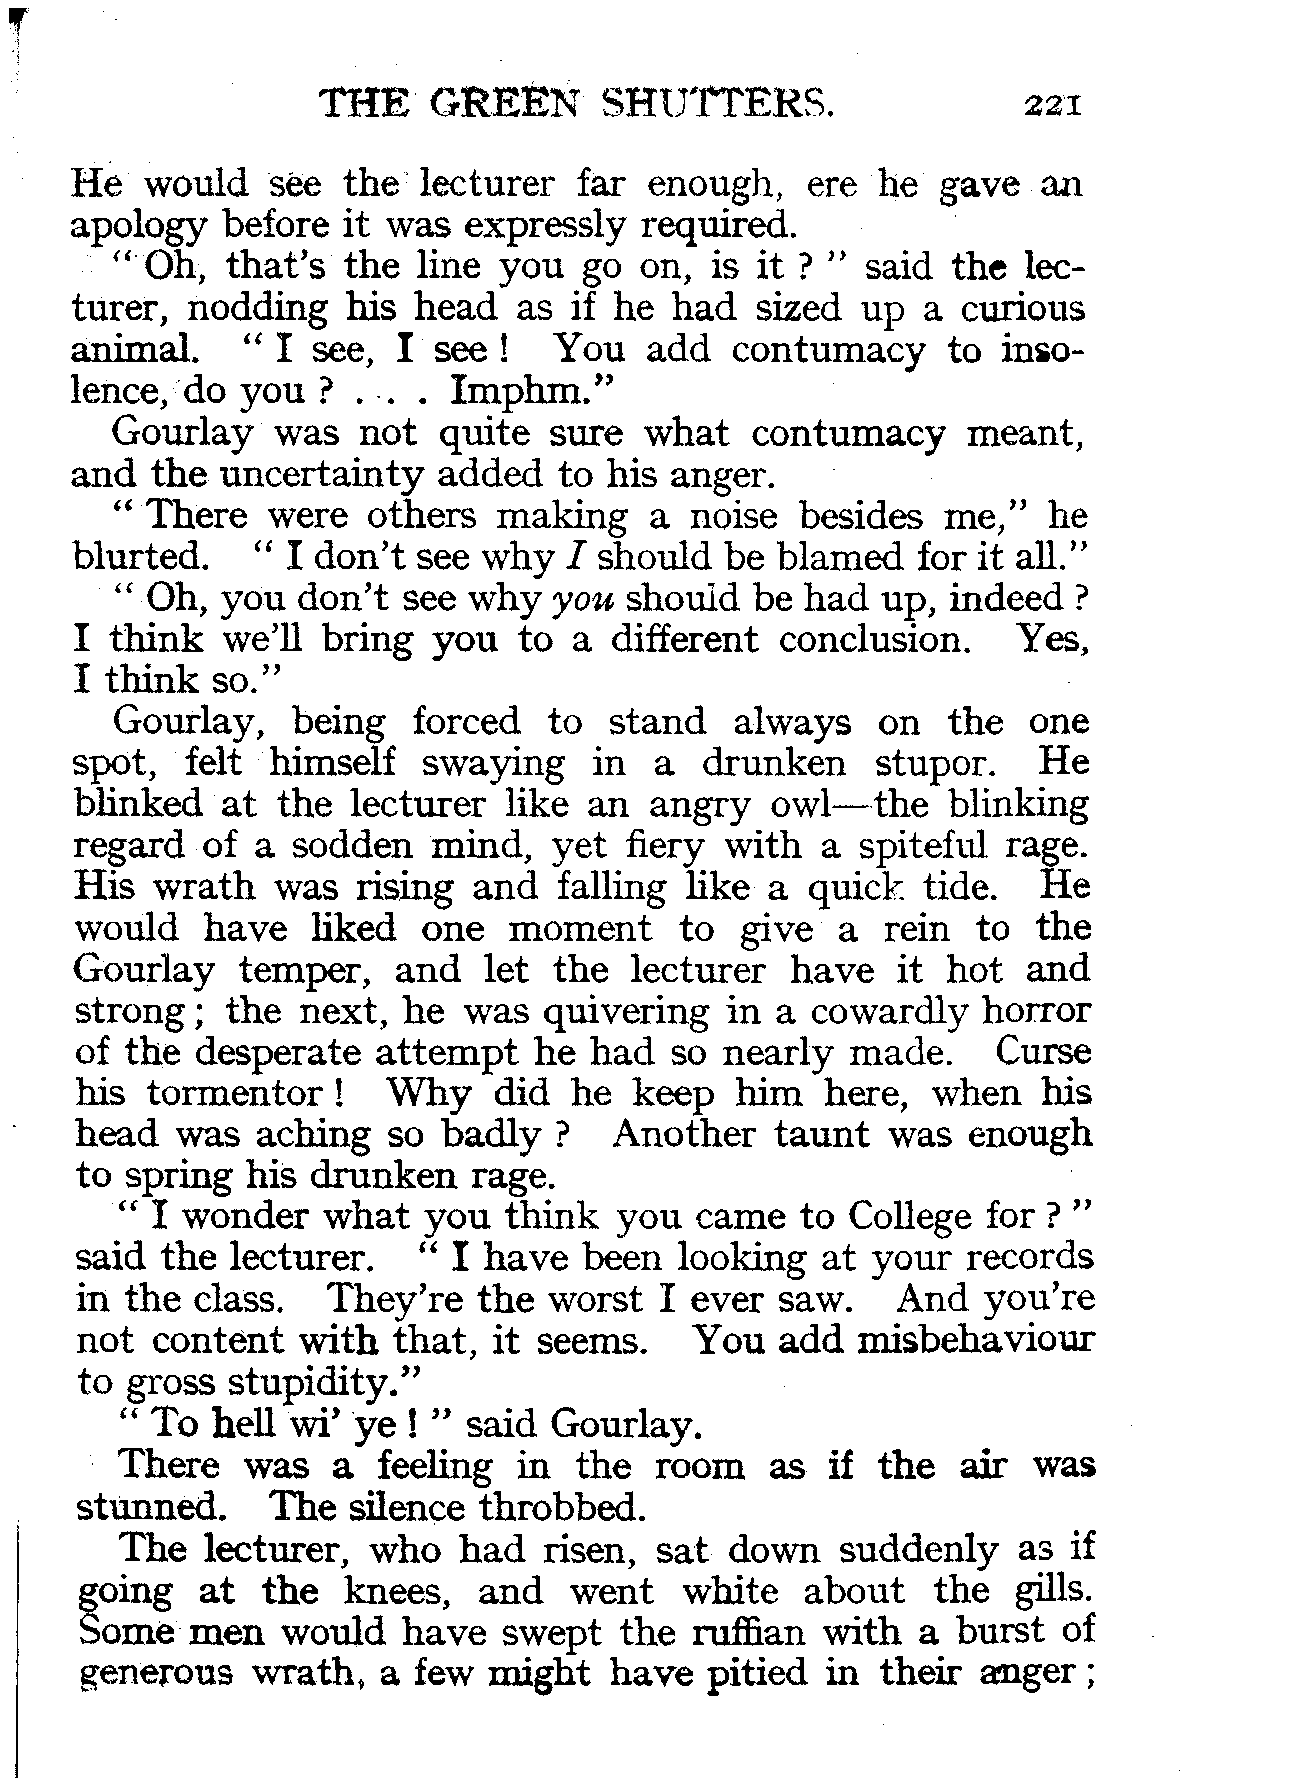 THE GREEN SHUTTERS. 221
He would see the lecturer far enough, ere he gave an
apology before it was expressly required.
“ Oh, that’s the line you go on, is it ? ” said the lec-
turer, nodding his head as if he had sized up a curious
animal. “ I see, I see ! You add contumacy to inso-
lence, do you ? . . . Imphm.”
Gourlay was not quite sure what contumacy meant,
and the uncertainty added to his anger.
“ There were others making a noise besides me,” he
blurted. “ I don’t see why I should be blamed for it all.”
“ Oh, you don’t see why you should be had up, indeed ?
I think we’ll bring you to a different conclusion. Yes,
I think so.”
Gourlay, being forced to stand always on the one
spot, felt himself swaying in a drunken stupor. He
blinked at the lecturer like an angry owl—the blinking
regard of a sodden mind, yet fiery with a spiteful rage.
His wrath was rising and falling like a quick tide. He
would have liked one moment to give a rein to the
Gourlay temper, and let the lecturer have it hot and
strong ; the next, he was quivering in a cowardly horror
of the desperate attempt he had so nearly made. Curse
his tormentor ! Why did he keep him here, when his
head was aching so badly ? Another taunt was enough
to spring his drunken rage.
“ I wonder what you think you came to College for ? ”
said the lecturer. “ I have been looking at your records
in the class. They’re the worst I ever saw. And you’re
not content with that, it seems. You add misbehaviour
to gross stupidity.”
“ To hell wi’ ye ! ” said Gourlay.
There was a feeling in the room as if the air was
stunned. The silence throbbed.
The lecturer, who had risen, sat down suddenly as if
going at the knees, and went white about the gills.
Some men would have swept the ruffian with a burst of
generous wrath, a few might have pitied in their anger ;